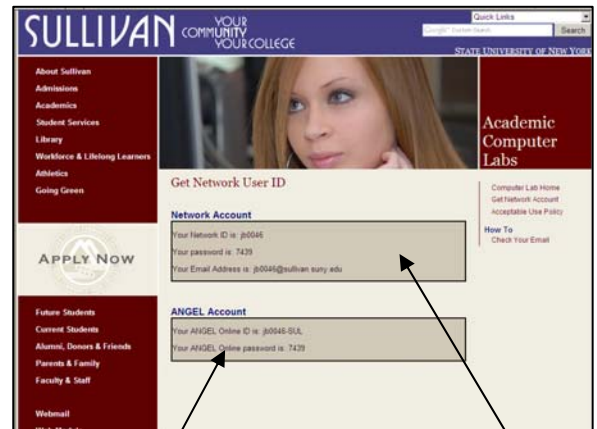 SULLIVAN
YOUR
COMMUNITY
YOUR COLLEGE
Quick Links
Search
STATE UNIVERSITY OF NEW YORK
About Sullivan
Admissions
Academics
Student Services
Library
Workforce & Lifelong Learners
Athletics
Going Green
APPLY NOW
Future Students
Current Students
Alumni, Donors & Friends
Parents & Family
Faculty & Staff
Webmail
Academic
Computer
Labs
Get Network User ID
Network Account
Your Network ID is: jb0046
Your password is: 7439
Your Email Address is: jb0046@sullivan.suny.edu
ANGEL Account
Your ANGEL Online ID is: jb0046-SUL
Your ANGEL Online password is: 7439
Computer Lab Home
Get Network Account
Acceptable Use Policy
How To
Check Your Email